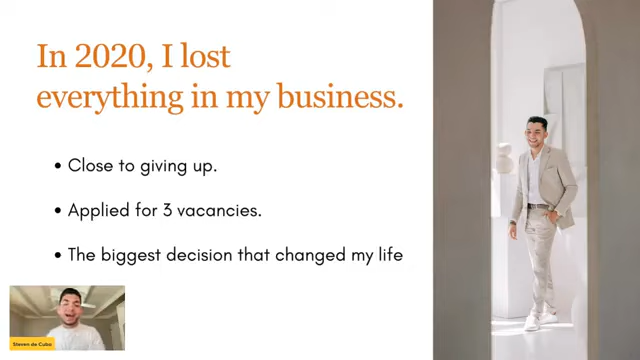 In 2020, I lost
everything in my business.
• Close to giving up.
• Applied for 3 vacancies.
• The biggest decision that changed my life
Steven de Cuba